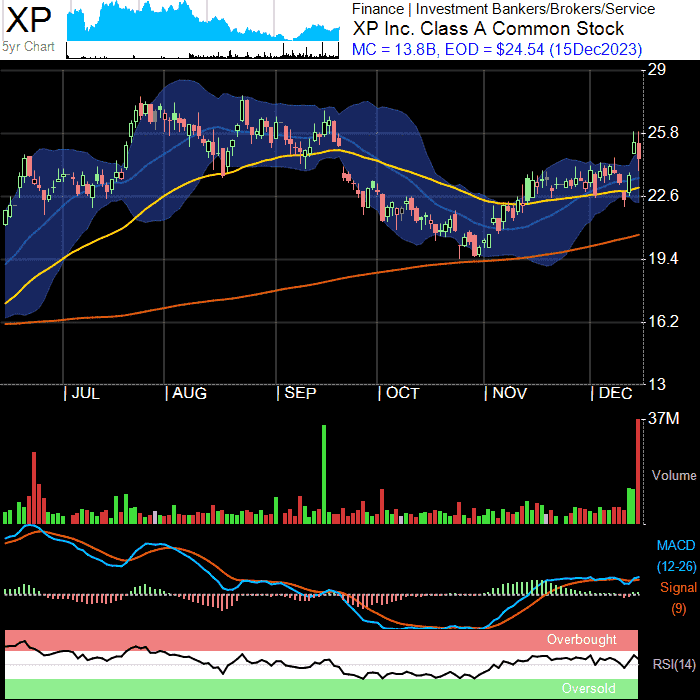 XP
5yr Chart
Finance | Investment Bankers/Brokers/Service
XP Inc. Class A Common Stock
MC = 13.8B, EOD = $24.54 (15Dec2023)
29
25.8
22.6
19.4
16.2
13
| JUL | AUG | SEP | OCT | NOV | DEC
37M
Volume
MACD
(12-26)
Signal
(9)
Overbought
RSI(14)
Oversold